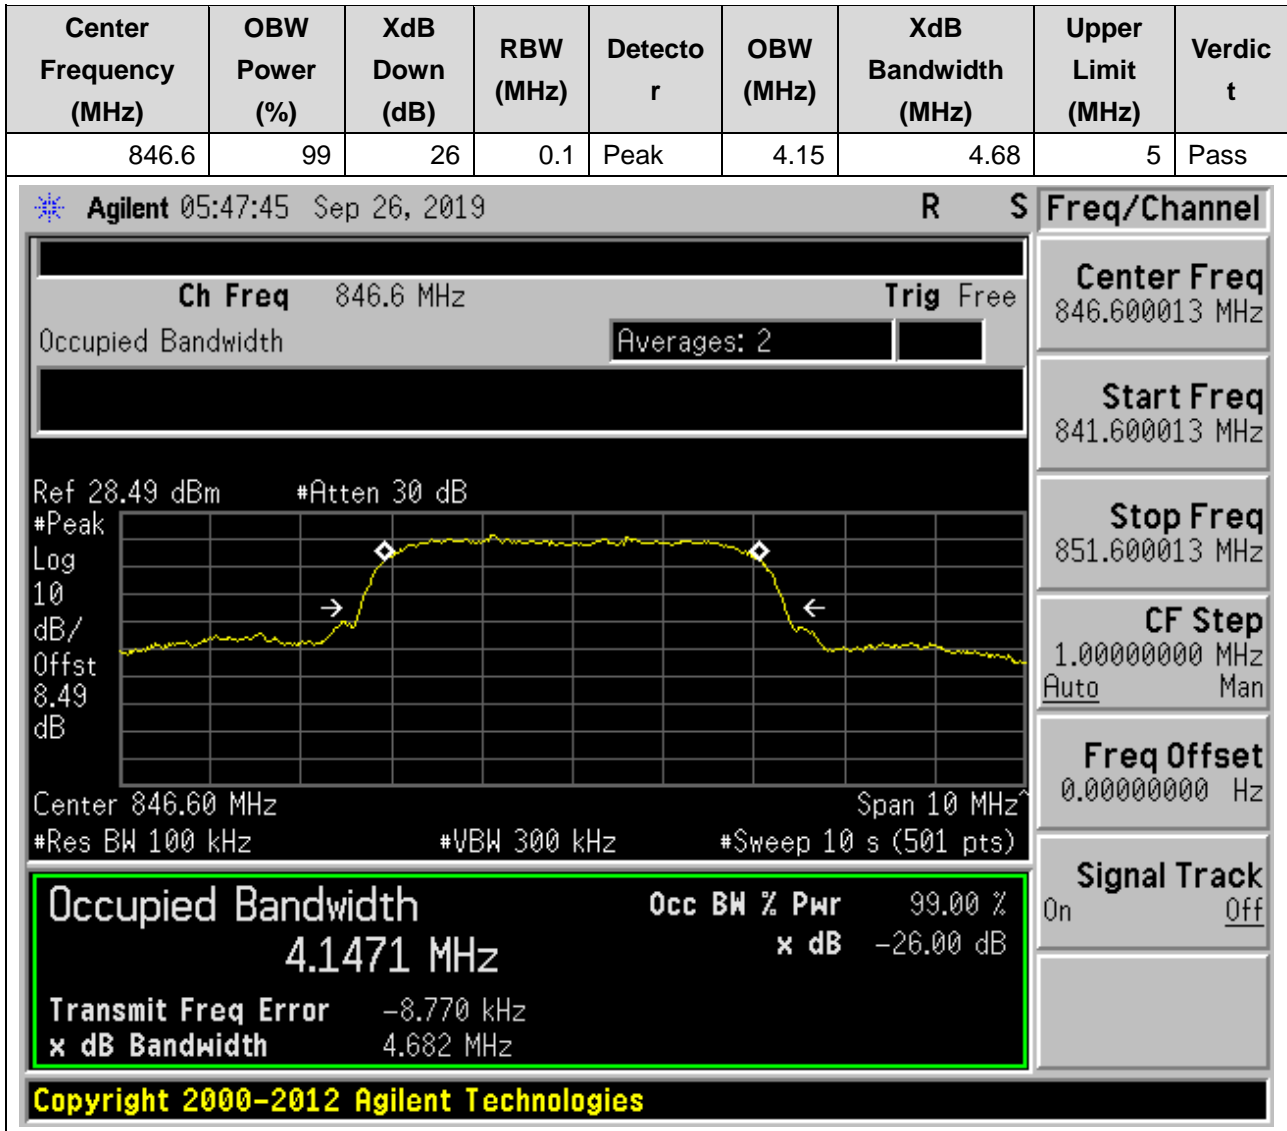 Center Frequency (MHz) OBW Power (%) XdB Down (dB) RBW (MHz) Detecto r OBW (MHz) XdB Bandwidth (MHz) Upper Limit (MHz) Verdic t
846.6 99 26 0.1 Peak 4.15 4.68 5 Pass
Agilent 05:47:45 Sep 26, 2019 R S Freq/Channel
Ch Freq 846.6 MHz Trig Free
Occupied Bandwidth Averages: 2
Center Freq
846.600013 MHz
Start Freq
841.600013 MHz
Stop Freq
851.600013 MHz
CF Step
1.00000000 MHz
Auto Man
Freq Offset
0.00000000 Hz
Signal Track
On Off
Ref 28.49 dBm #Atten 30 dB
#Peak
Log
10
dB/
Offst
8.49
dB
Center 846.60 MHz Span 10 MHz^
#Res BW 100 kHz #VBW 300 kHz #Sweep 10 s (501 pts)
Occupied Bandwidth Occ BW % Pwr 99.00 %
4.1471 MHz x dB -26.00 dB
Transmit Freq Error -8.770 kHz
x dB Bandwidth 4.682 MHz
Copyright 2000-2012 Agilent Technologies